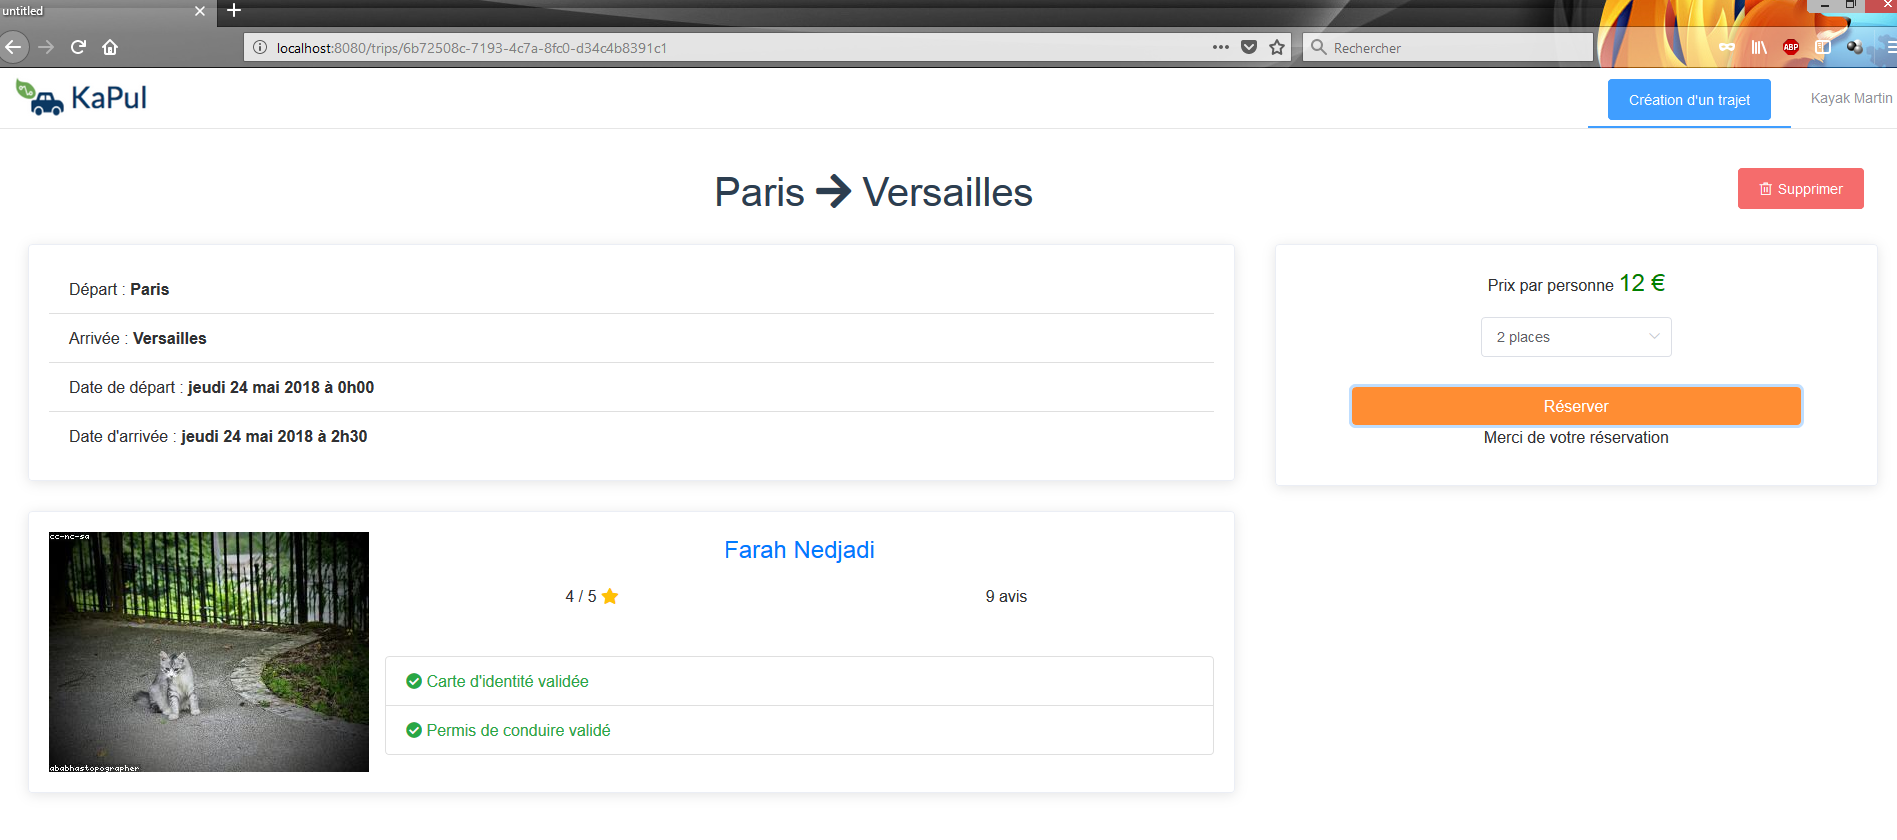 untitled
localhost:8080/trips/6b72508c-7193-4c7a-8fc0-d34c4b8391c1
Rechercher
ABP
KaPul
Création d'un trajet
Kayak Martin
Paris → Versailles
Supprimer
Départ : Paris
Arrivée : Versailles
Date de départ : jeudi 24 mai 2018 à 0h00
Date d'arrivée : jeudi 24 mai 2018 à 2h30
Prix par personne 12 €
2 places
Réserver
Merci de votre réservation
cc-nc-sa
ababhastopographer
Farah Nedjadi
4 / 5
9 avis
Carte d'identité validée
Permis de conduire validé